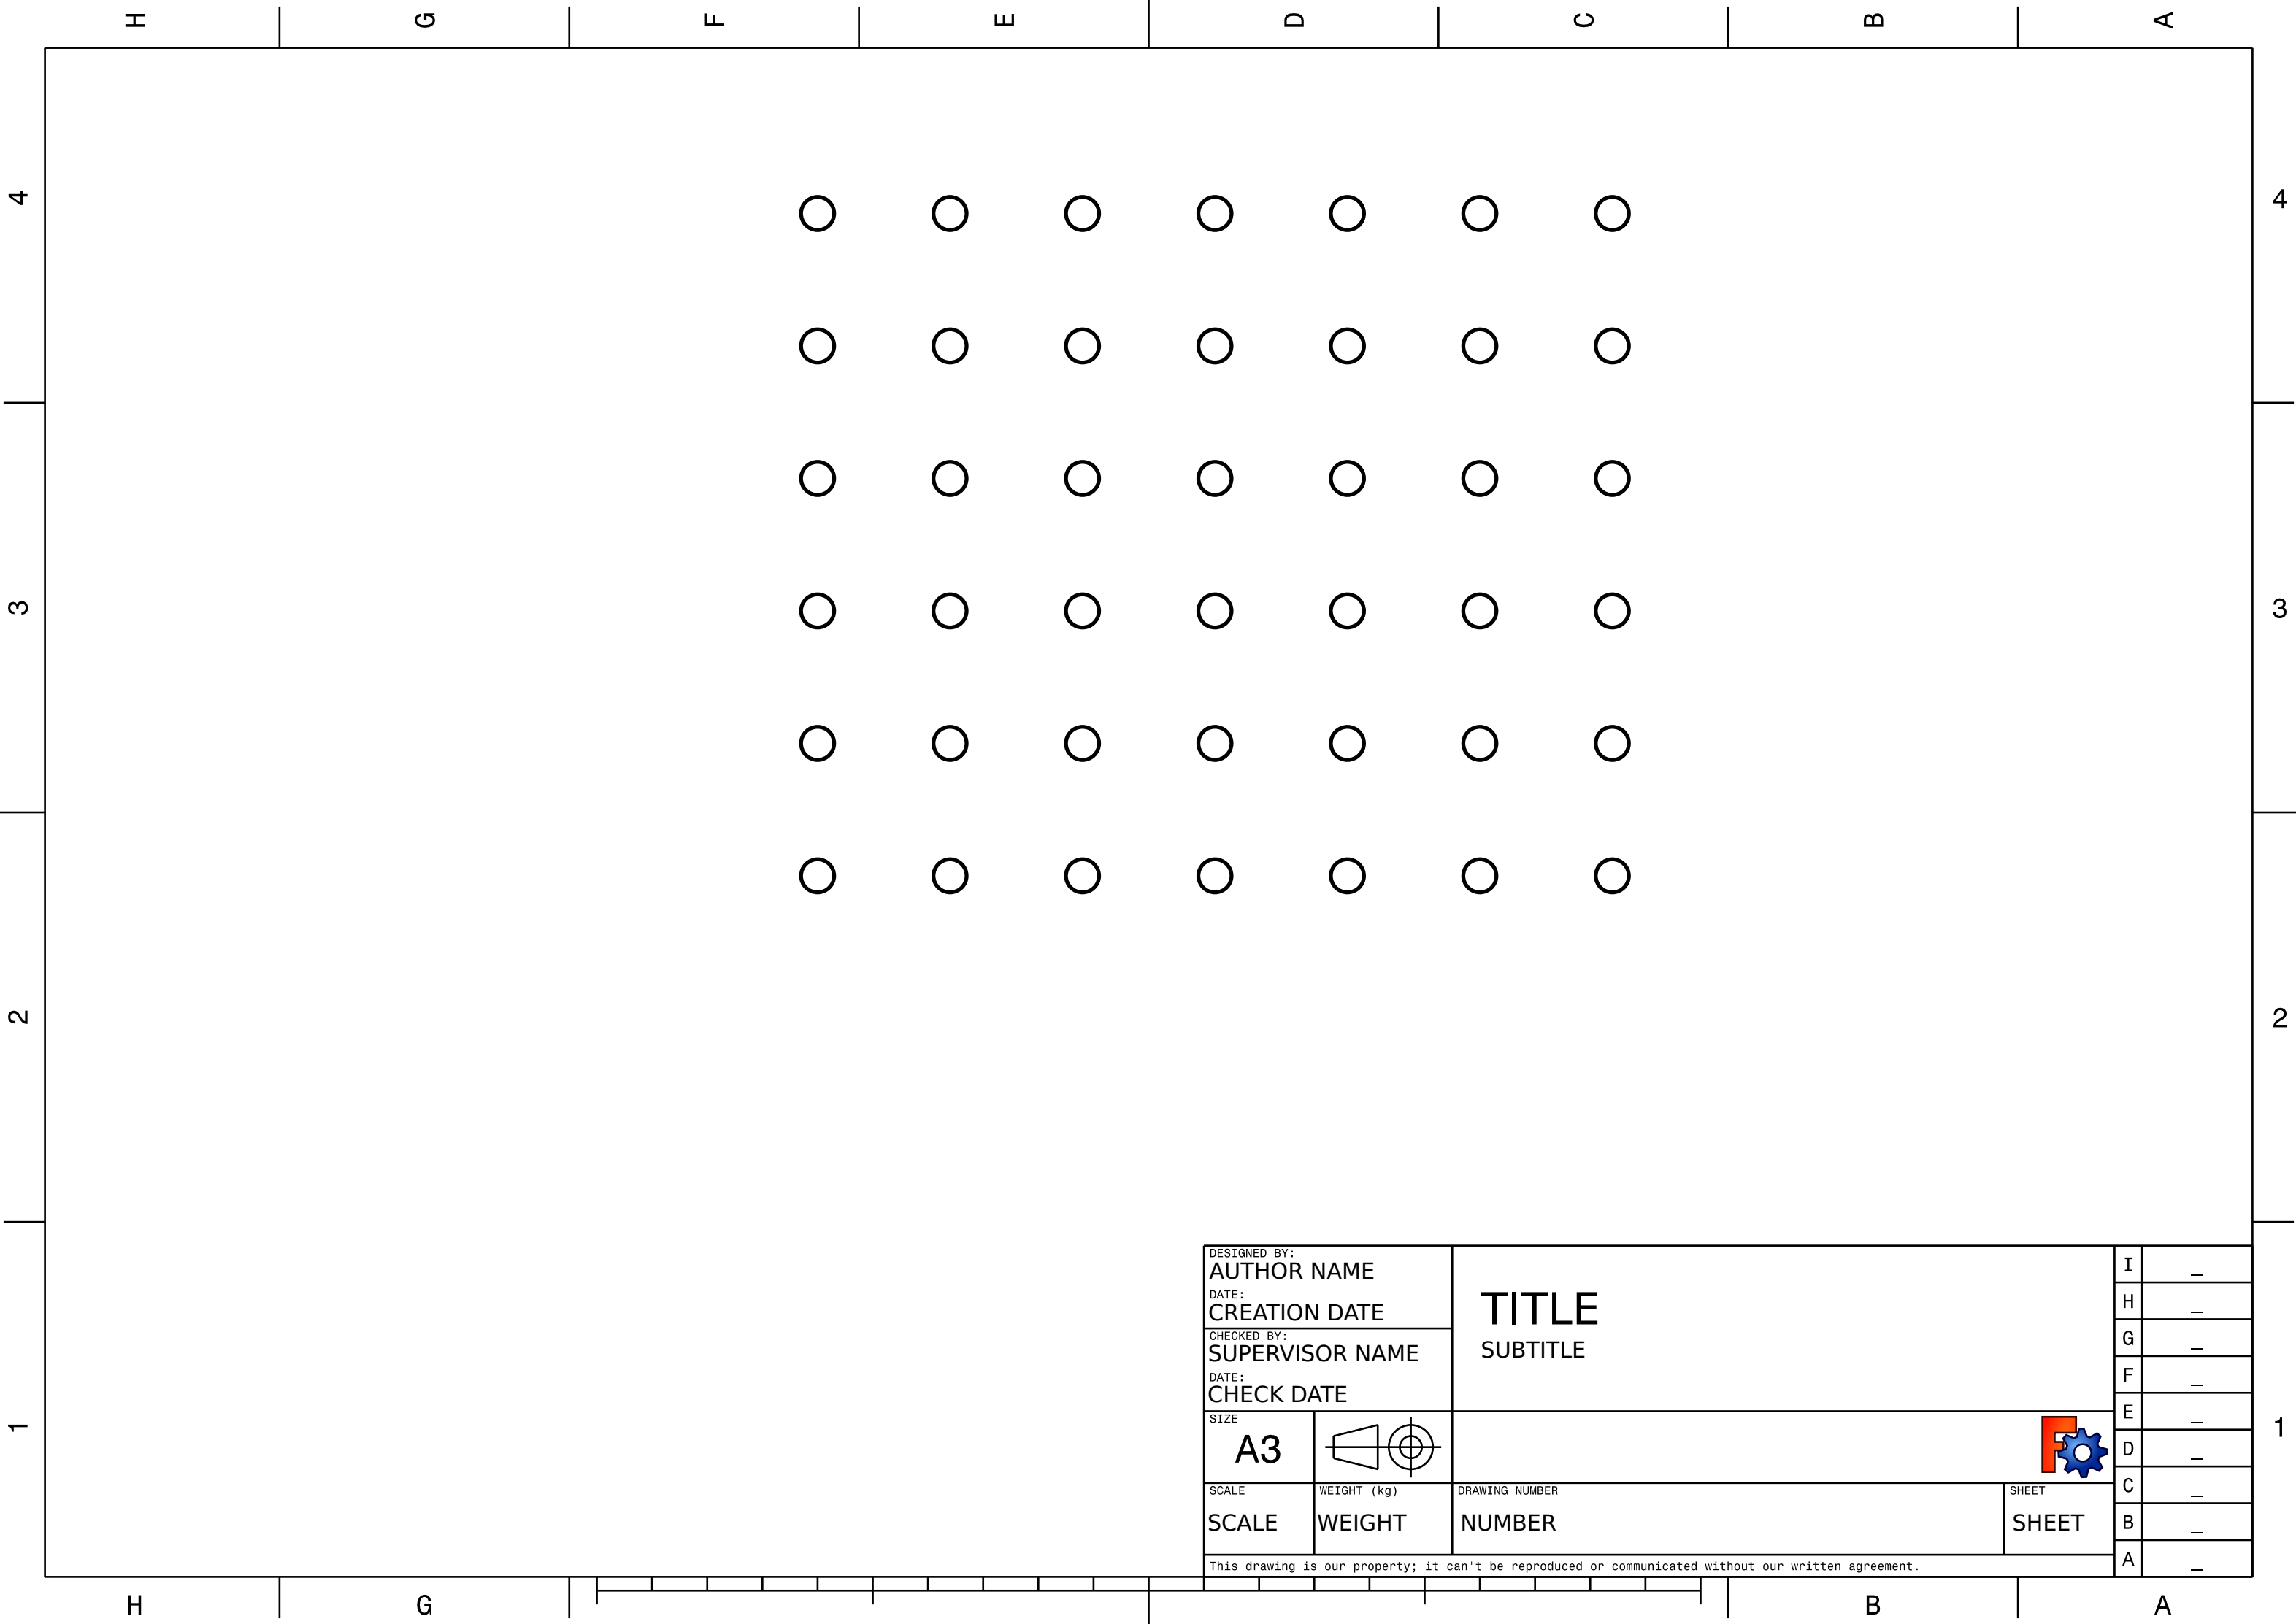 H G F E D C B A
4 4
3 3
2 2
DESIGNED BY:
AUTHOR NAME
DATE:
CREATION DATE
CHECKED BY:
SUPERVISOR NAME
DATE:
CHECK DATE
TITLE
SUBTITLE
SIZE
A3
SCALE
SCALE
WEIGHT (kg)
WEIGHT
DRAWING NUMBER
NUMBER
SHEET
SHEET
This drawing is our property; it can't be reproduced or communicated without our written agreement.
I _
H _
G _
F _
E _
D _
C _
B _
A _
1 1
H G B A